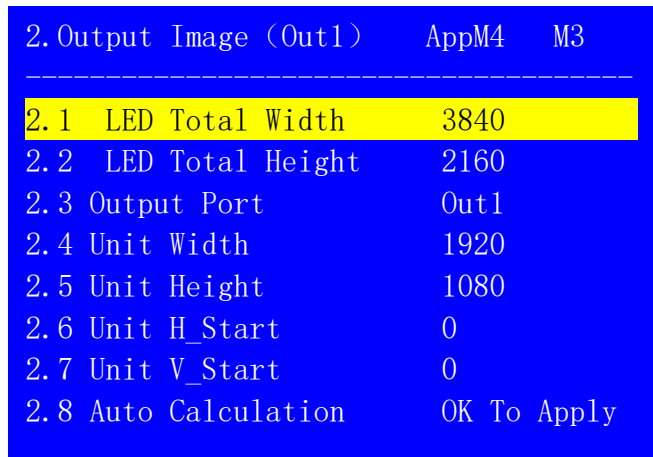 2.Output Image（Out1） AppM4 M3
--------------------------------------
2.1 LED Total Width 3840
2.2 LED Total Height 2160
2.3 Output Port Out1
2.4 Unit Width 1920
2.5 Unit Height 1080
2.6 Unit H_Start 0
2.7 Unit V_Start 0
2.8 Auto Calculation OK To Apply